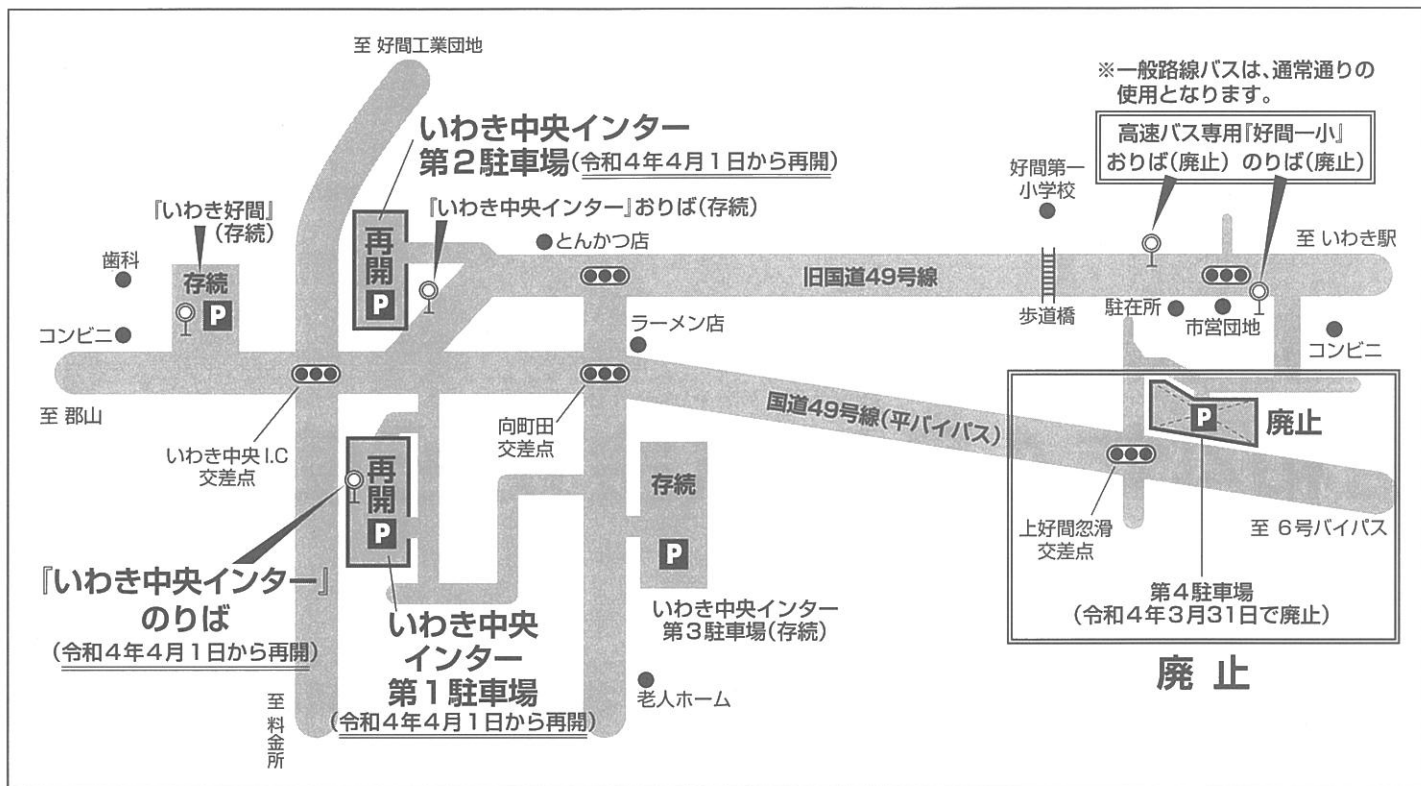 至 好間工業団地
※一般路線バスは、通常通りの
使用となります。
高速バス専用『好間一小』
おりば(廃止) のりば(廃止)
いわき中央インター
第2駐車場(令和4年4月1日から再開)
好間第一
小学校
『いわき好間』
(存続)
『いわき中央インター』おりば(存続)
歯科
とんかつ店
至 いわき駅
存続
P
再開
P
旧国道49号線
コンビニ
ラーメン店
歩道橋
駐在所
市営団地
コンビニ
至 郡山
国道49号線(平バイパス)
いわき中央I.C
交差点
向町田
交差点
P
廃止
再開
P
存続
P
上好間忽滑
交差点
至 6号バイパス
『いわき中央インター』
のりば
(令和4年4月1日から再開)
いわき中央
インター
第1駐車場
(令和4年4月1日から再開)
いわき中央インター
第3駐車場(存続)
第4駐車場
(令和4年3月31日で廃止)
廃 止
至 料金所
老人ホーム